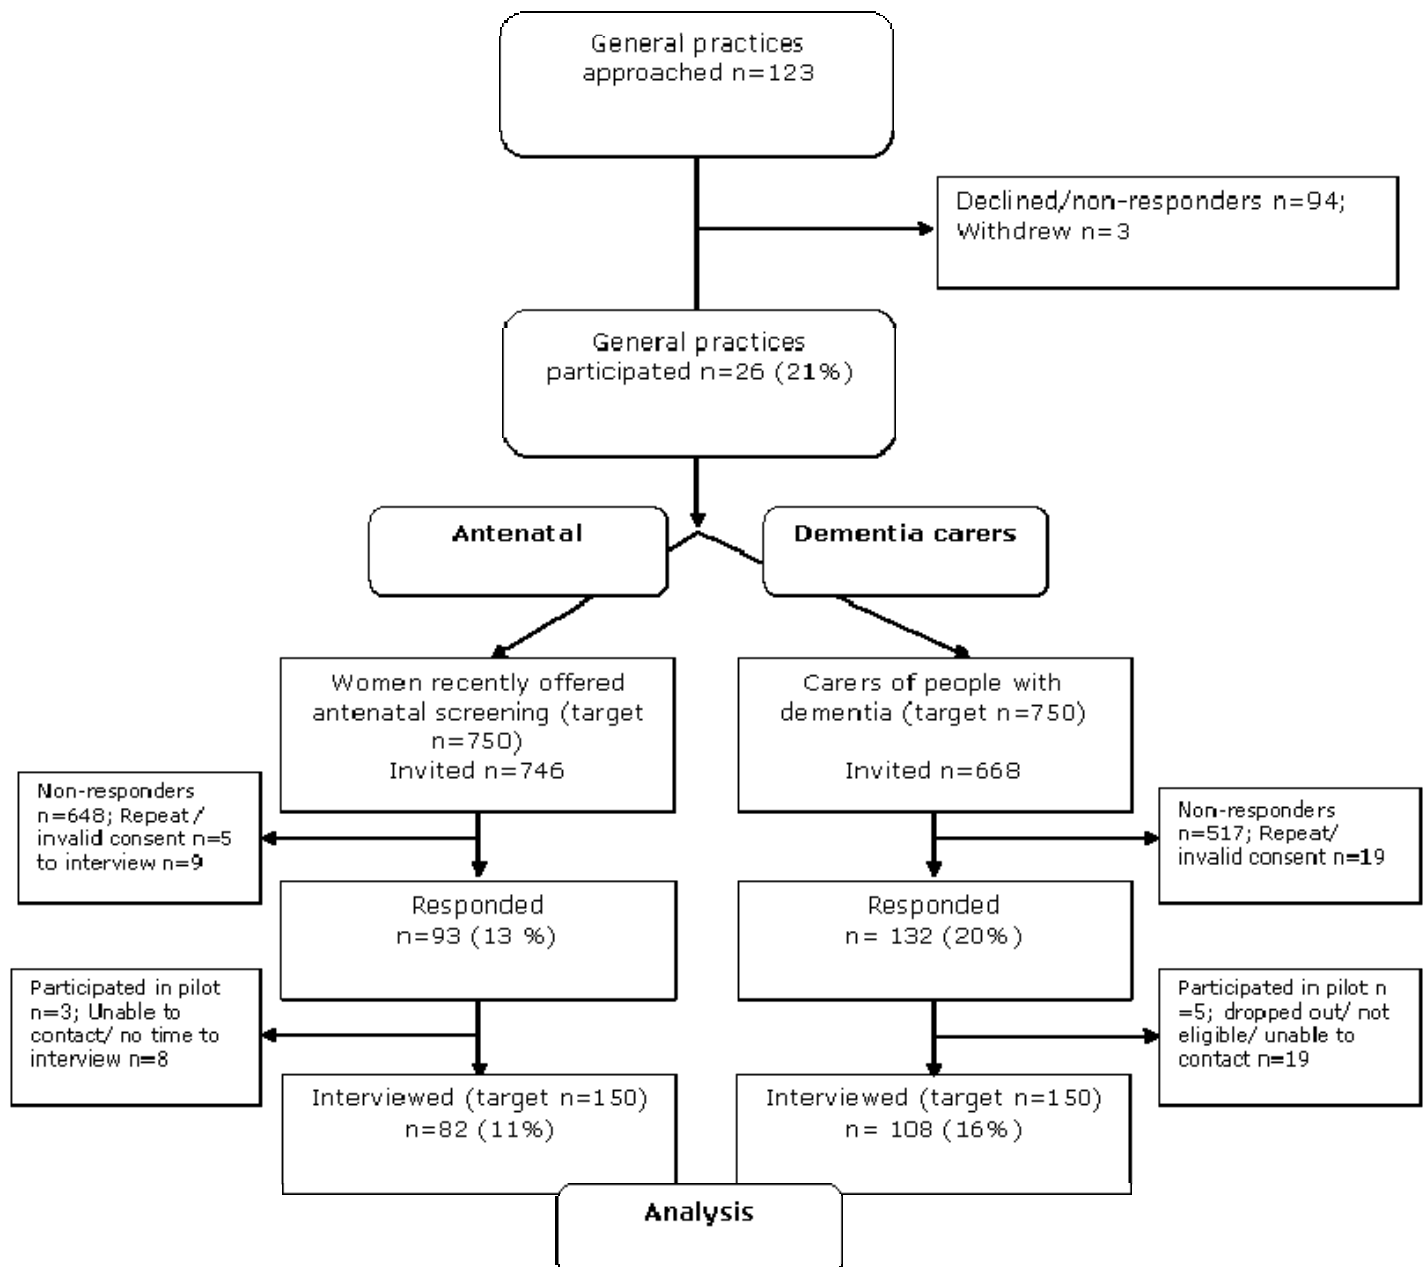 General practices
approached n=123
Declined/non-responders n=94;
Withdrew n=3
General practices
participated n=26 (21%)
Antenatal
Dementia carers
Women recently offered
antenatal screening (target
n=750)
Invited n=746
Carers of people with
dementia (target n=750)
Invited n=668
Non-responders
n=648; Repeat/
invalid consent n=5
to interview n=9
Non-responders
n=517; Repeat/
invalid consent n=19
Responded
n=93 (13 %)
Responded
n= 132 (20%)
Participated in pilot
n=3; Unable to
contact/ no time to
interview n=8
Participated in pilot n
=5; dropped out/ not
eligible/ unable to
contact n=19
Interviewed (target n=150)
n=82 (11%)
Interviewed (target n=150)
n= 108 (16%)
Analysis